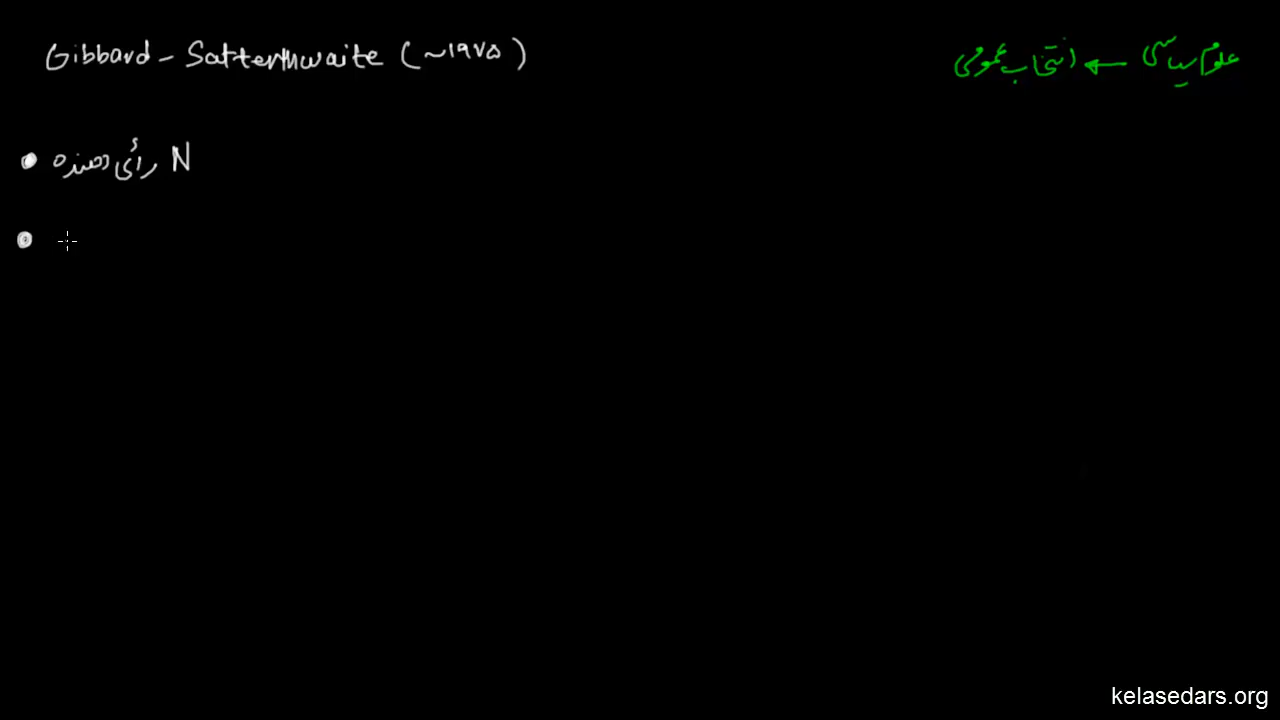 Gibbard - Satterthwaite (~۱۹۷۵)
علوم سیاسی ← انتخاب عمومی
N رأی دهنده
kelasedars.org